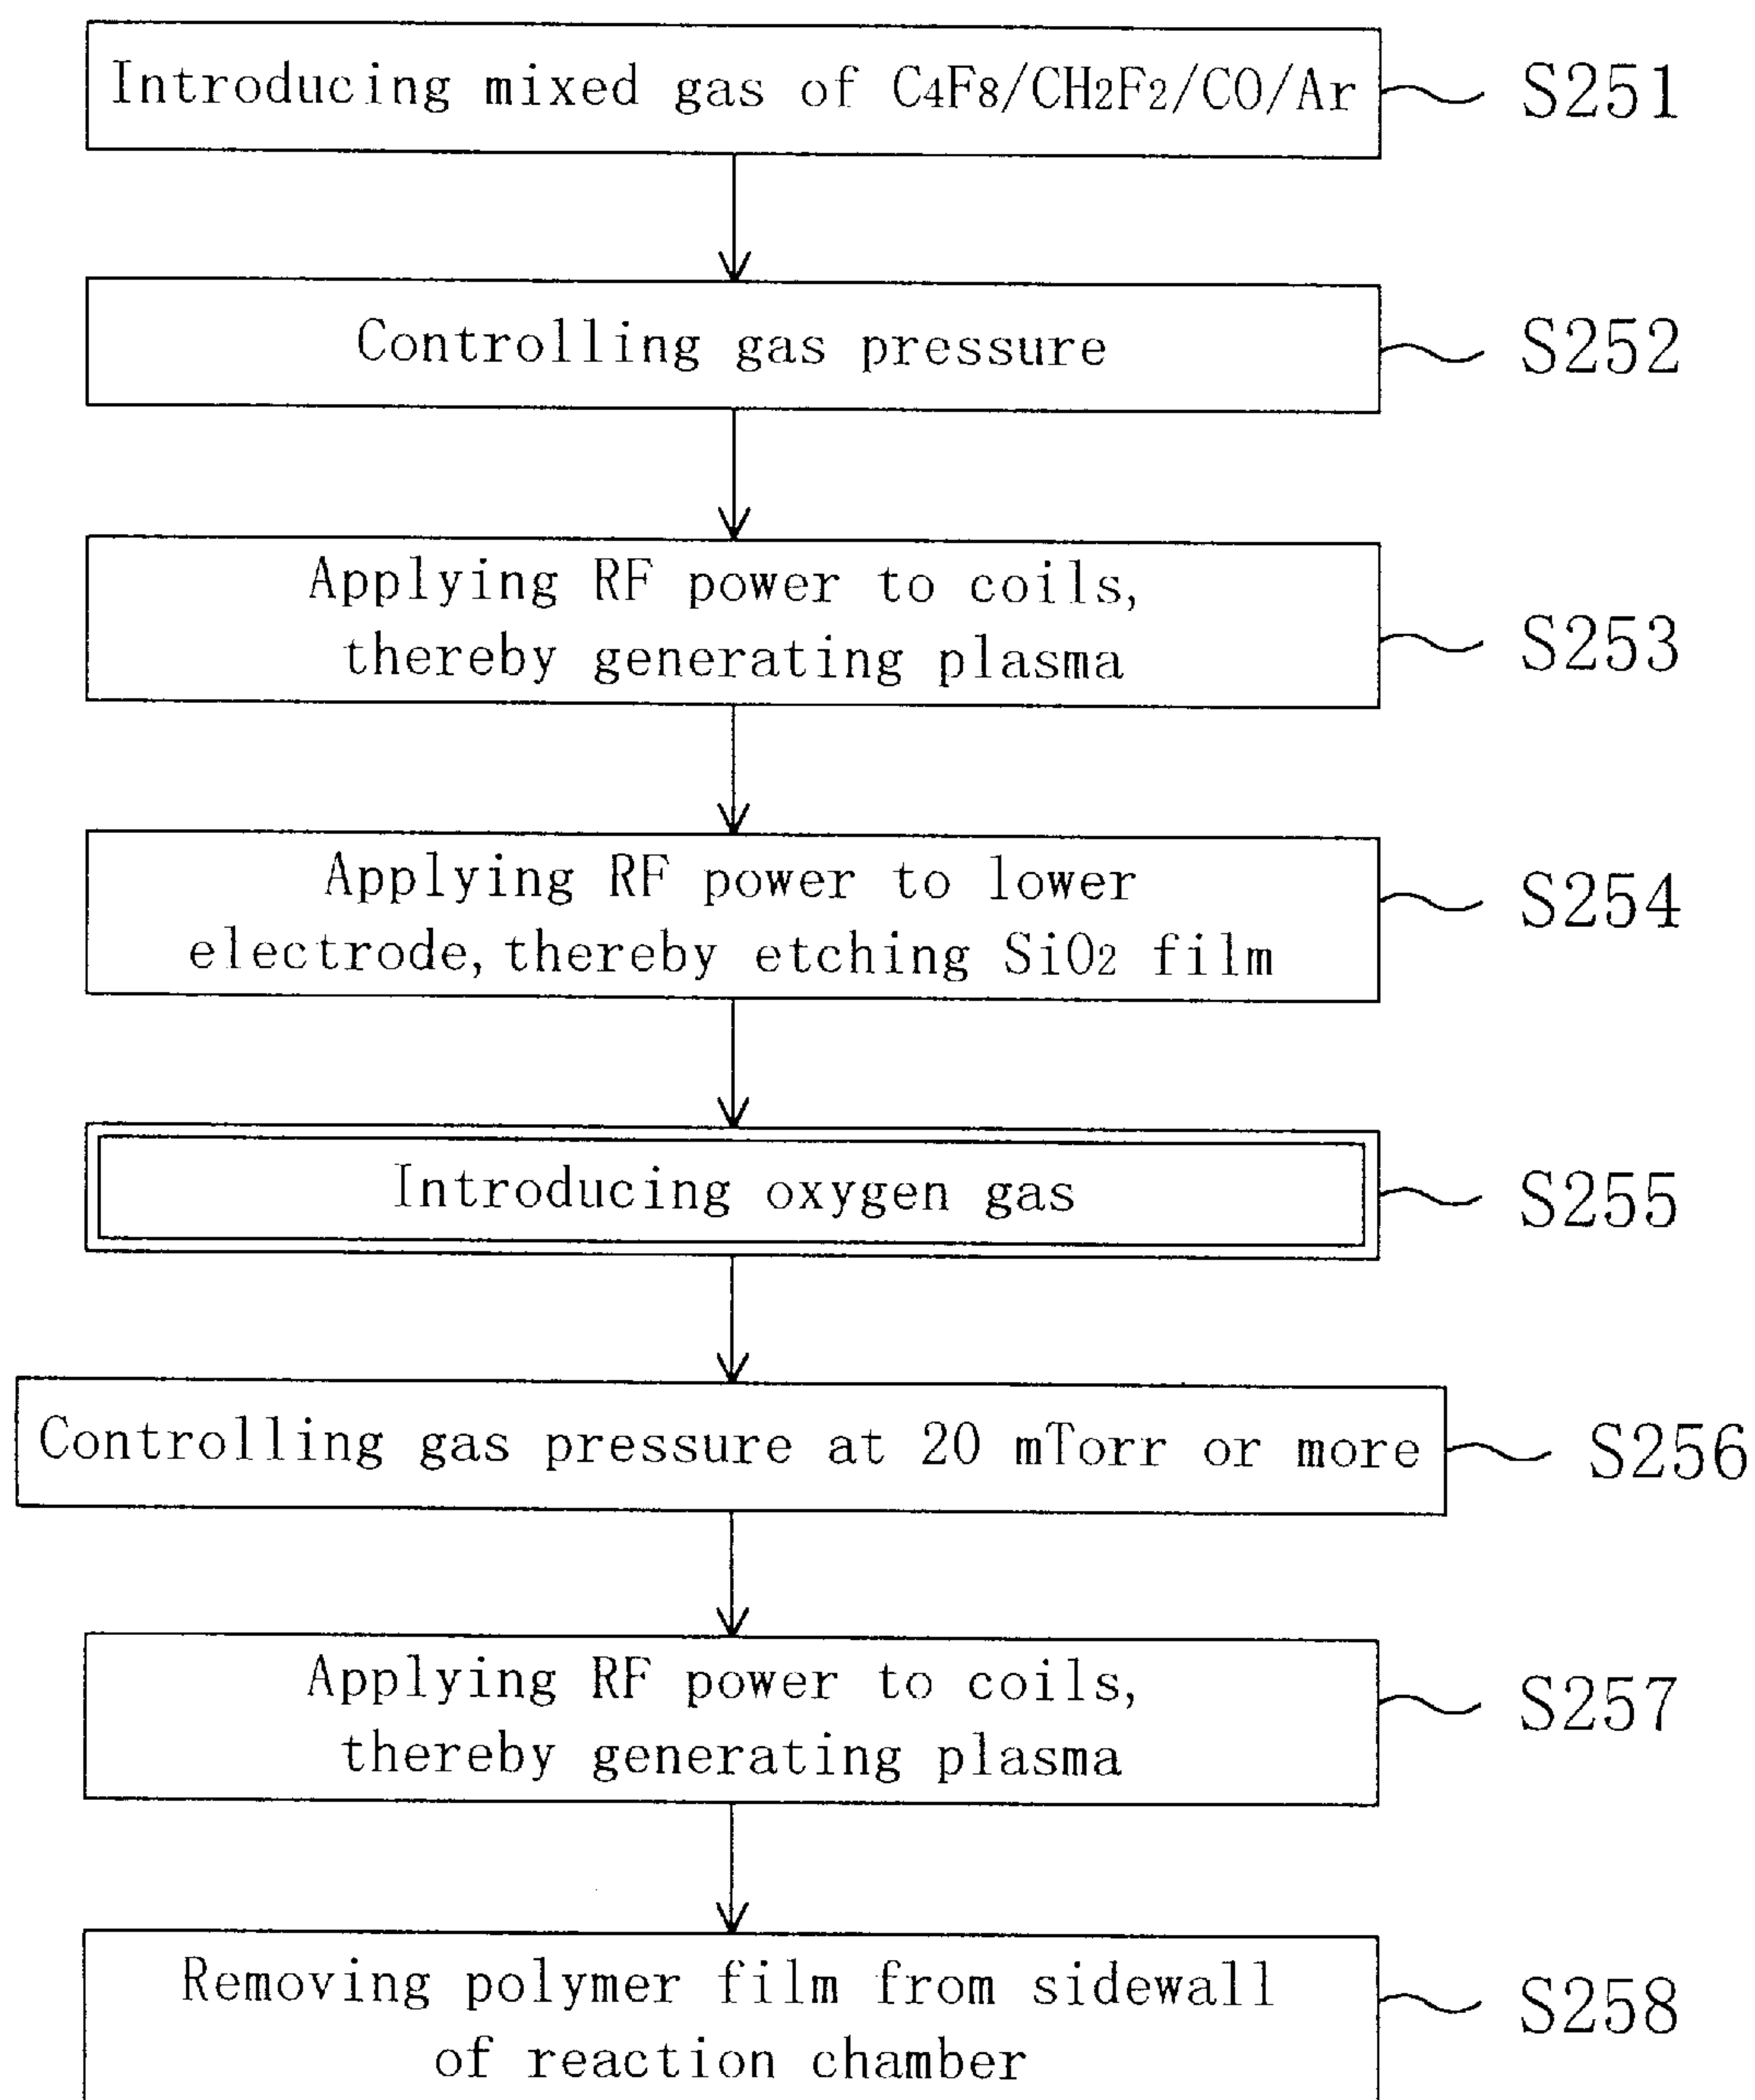 Introducing mixed gas of C4F8/CH2F2/CO/Ar S251
Controlling gas pressure S252
Applying RF power to coils,
thereby generating plasma S253
Applying RF power to lower
electrode, thereby etching SiO2 film S254
Introducing oxygen gas S255
Controlling gas pressure at 20 mTorr or more S256
Applying RF power to coils,
thereby generating plasma S257
Removing polymer film from sidewall
of reaction chamber S258